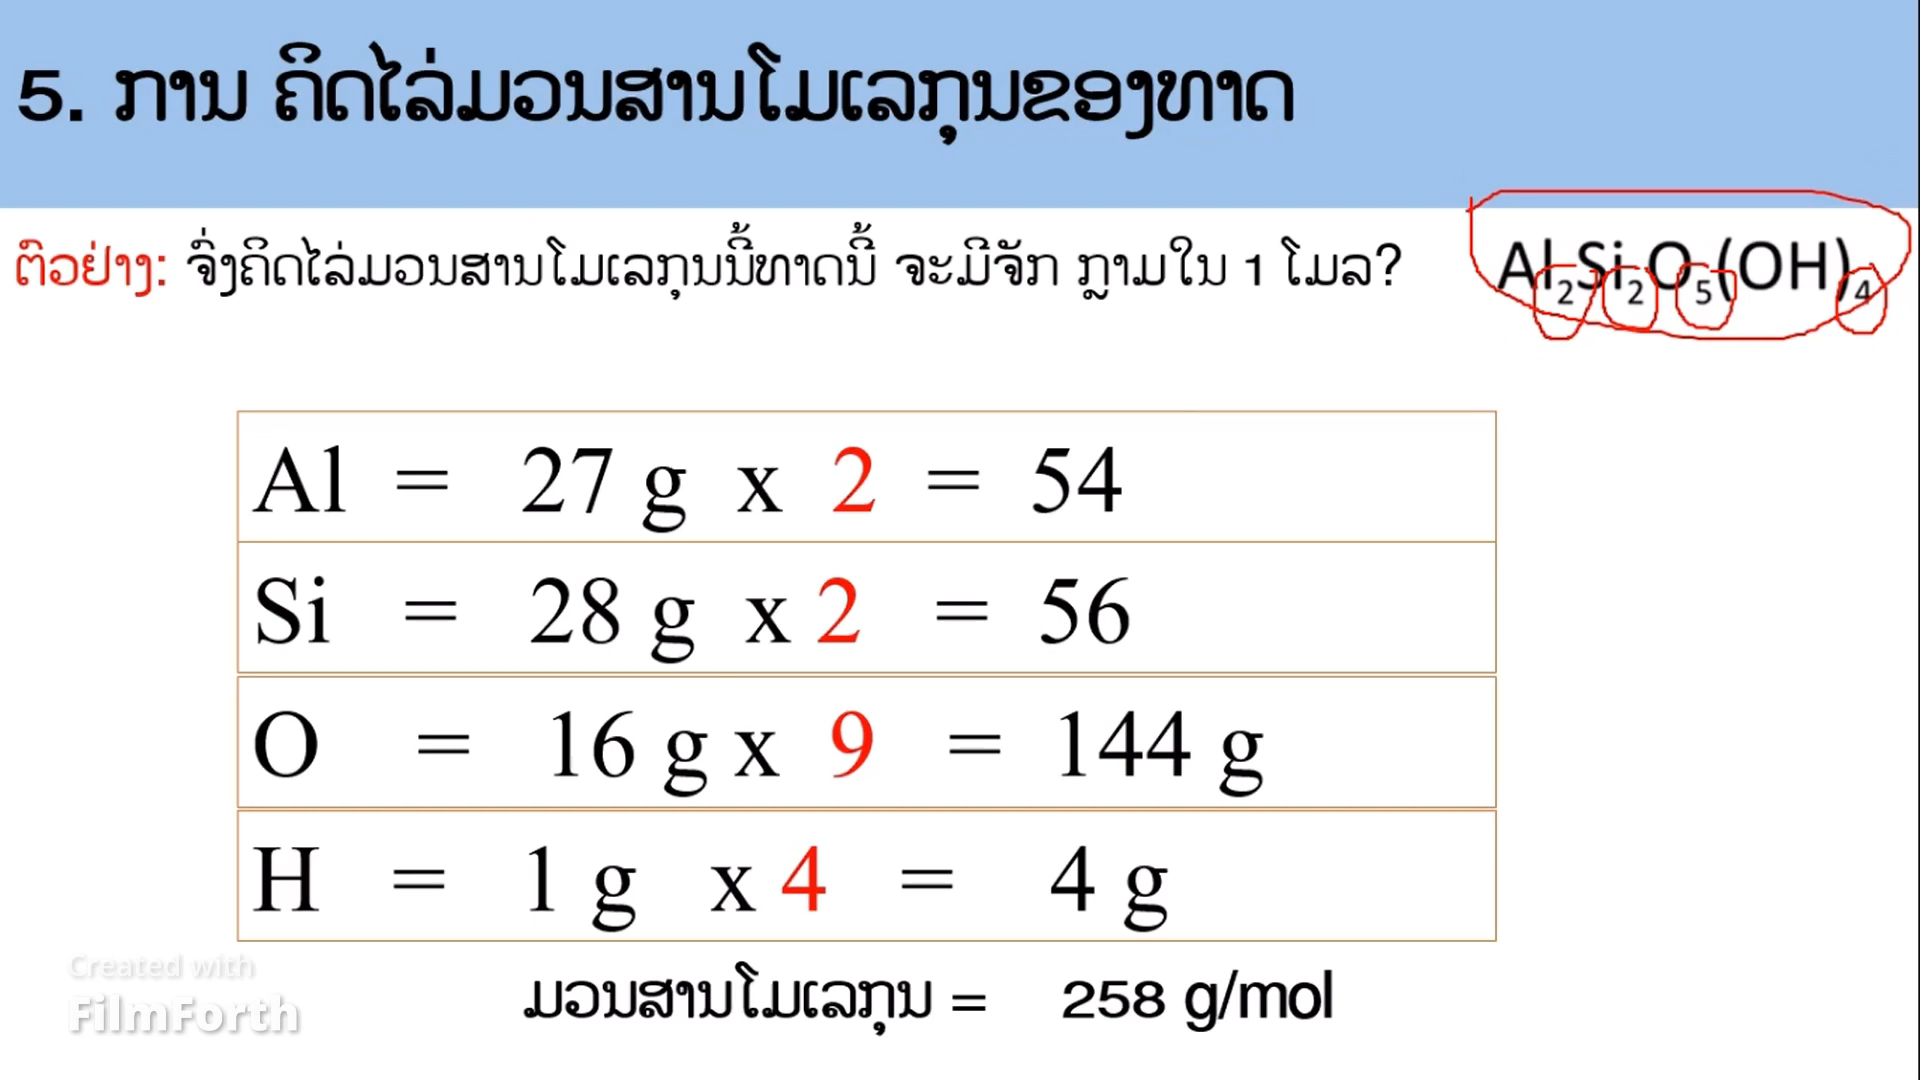 5. ການ ຄິດໄລ່ມວນສານໂມເລກຸນຂອງທາດ
ຕົວຢ່າງ: ຈົ່ງຄິດໄລ່ມວນສານໂມເລກຸນນີ້ທາດນີ້ ຈະມີຈັກ ກຼາມໃນ 1 ໂມລ? Al₂Si₂O₅(OH)₄
Al = 27 g x 2 = 54
Si = 28 g x 2 = 56
O = 16 g x 9 = 144 g
H = 1 g x 4 = 4 g
ມວນສານໂມເລກຸນ = 258 g/mol
Created with
FilmForth